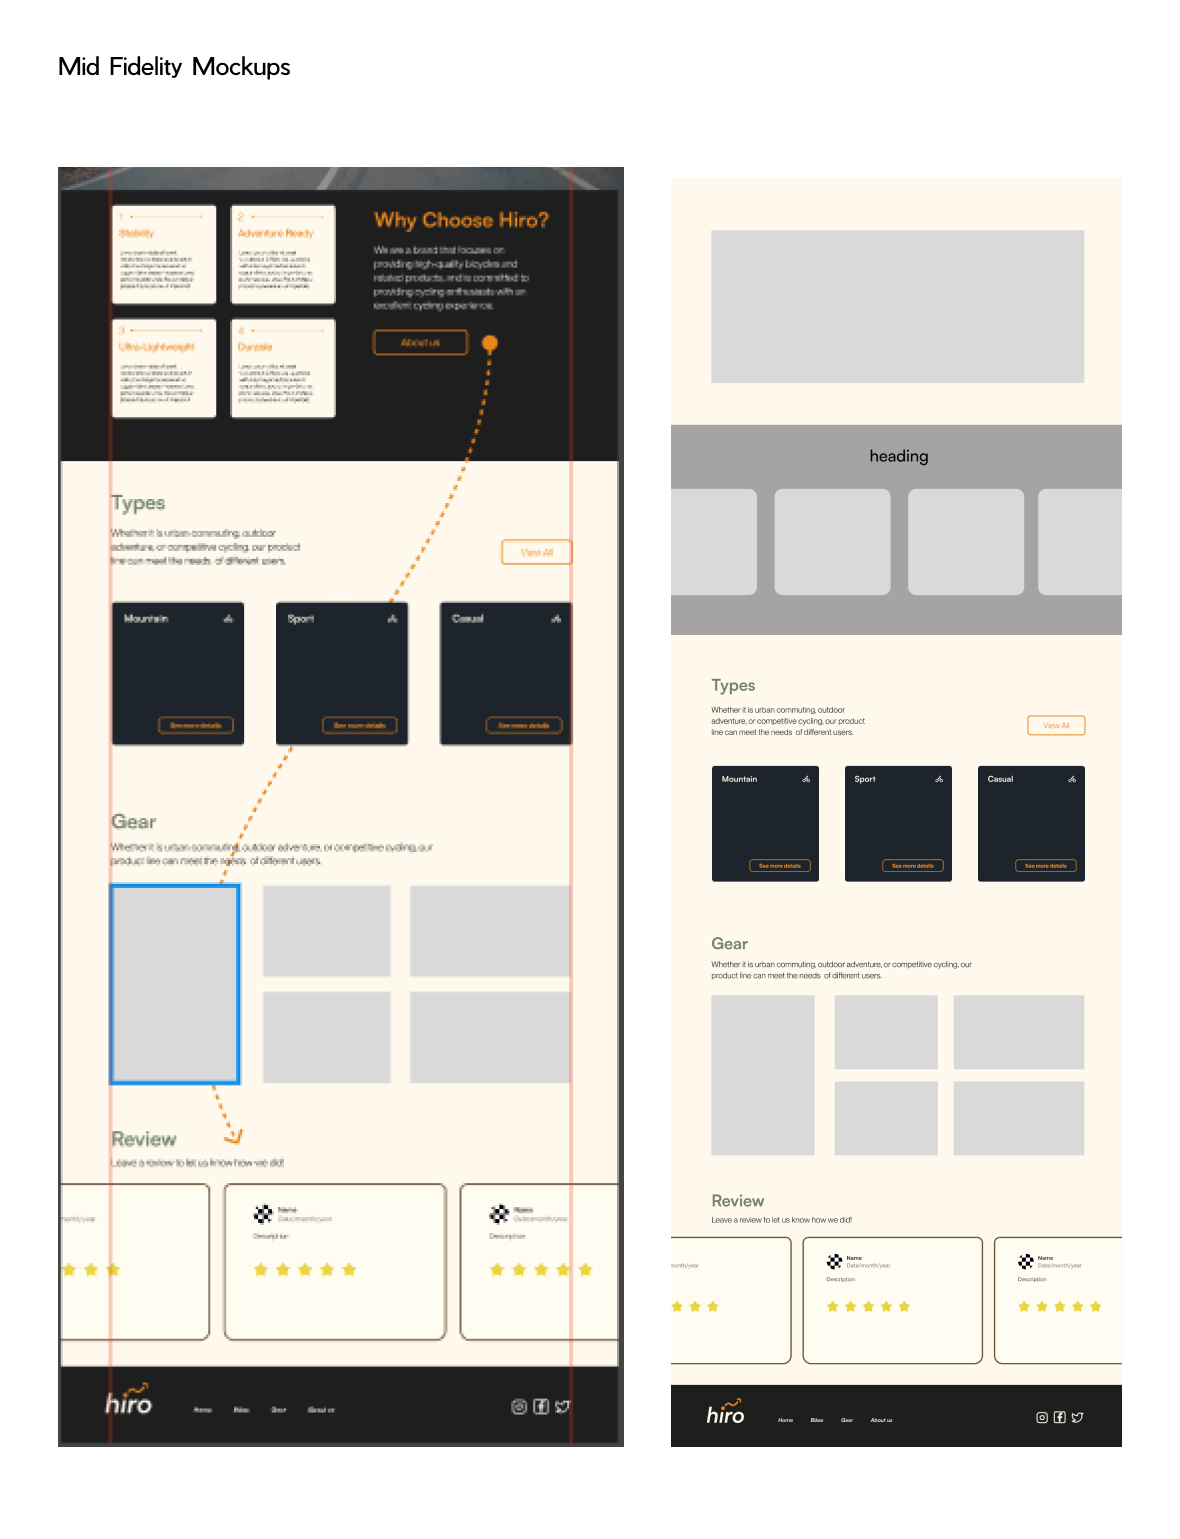 Mid Fidelity Mockups
1
Stability
2
Adventure Ready
3
Ultra-Lightweight
4
Durable
Why Choose Hiro?
We are a brand that focuses on
providing high-quality bicycles and
related products, and is committed to
providing cycling enthusiasts with an
excellent cycling experience.
About us
Types
Whether it is urban commuting, outdoor
adventure, or competitive cycling, our product
line can meet the needs of different users.
View All
Mountain
Sport
Casual
See more details
See more details
See more details
Gear
Whether it is urban commuting, outdoor adventure, or competitive cycling, our
product line can meet the needs of different users.
Review
Leave a review to let us know how we did!
month/year
Name
Date/month/year
Description
Name
Date/month/year
Description
hiro
Home Bikes Gear About us
heading
Types
Whether it is urban commuting, outdoor
adventure, or competitive cycling, our product
line can meet the needs of different users.
View All
Mountain
Sport
Casual
See more details
See more details
See more details
Gear
Whether it is urban commuting, outdoor adventure, or competitive cycling, our
product line can meet the needs of different users.
Review
Leave a review to let us know how we did!
month/year
Name
Date/month/year
Description
Name
Date/month/year
Description
hiro
Home Bikes Gear About us